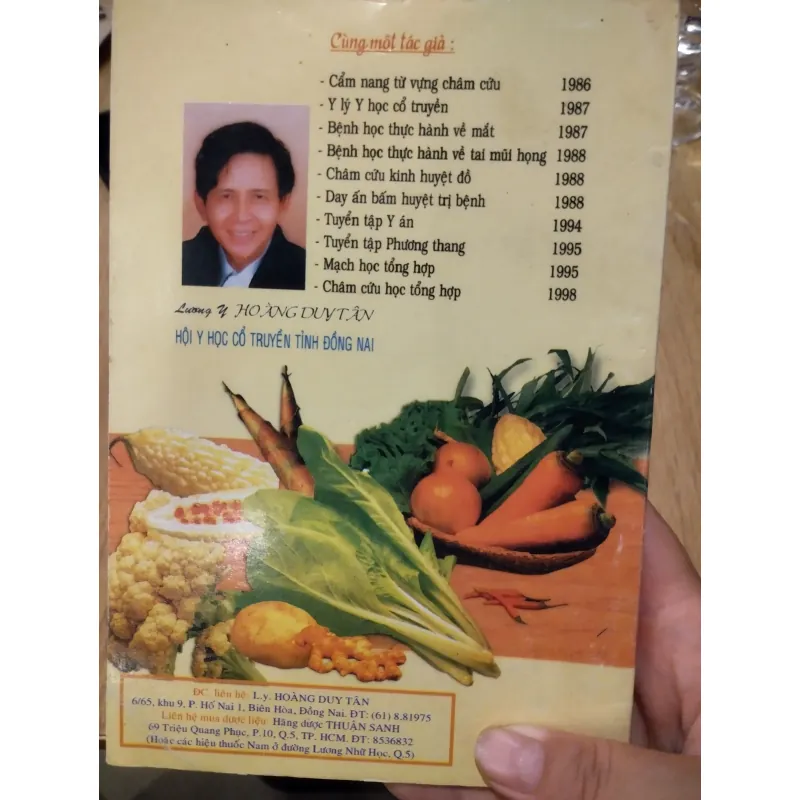 Cùng một tác giả :
- Cẩm nang từ vựng châm cứu 1986
- Y lý Y học cổ truyền 1987
- Bệnh học thực hành về mắt 1987
- Bệnh học thực hành về tai mũi họng 1988
- Châm cứu kinh huyệt đồ 1988
- Day ấn bấm huyệt trị bệnh 1988
- Tuyển tập Y án 1994
- Tuyển tập Phương thang 1995
- Mạch học tổng hợp 1995
- Châm cứu học tổng hợp 1998
Lương Y HOÀNG DUY TÂN
HỘI Y HỌC CỔ TRUYỀN TỈNH ĐỒNG NAI
ĐC. liên hệ: L.y. HOÀNG DUY TÂN
6/65, khu 9, P. Hố Nai 1, Biên Hòa, Đồng Nai. ĐT: (61) 8.81975
Liên hệ mua dược liệu: Hãng dược THUẬN SANH
69 Triệu Quang Phục, P.10, Q.5, TP. HCM. ĐT: 8536832
(Hoặc các hiệu thuốc Nam ở đường Lương Nhữ Học, Q.5)